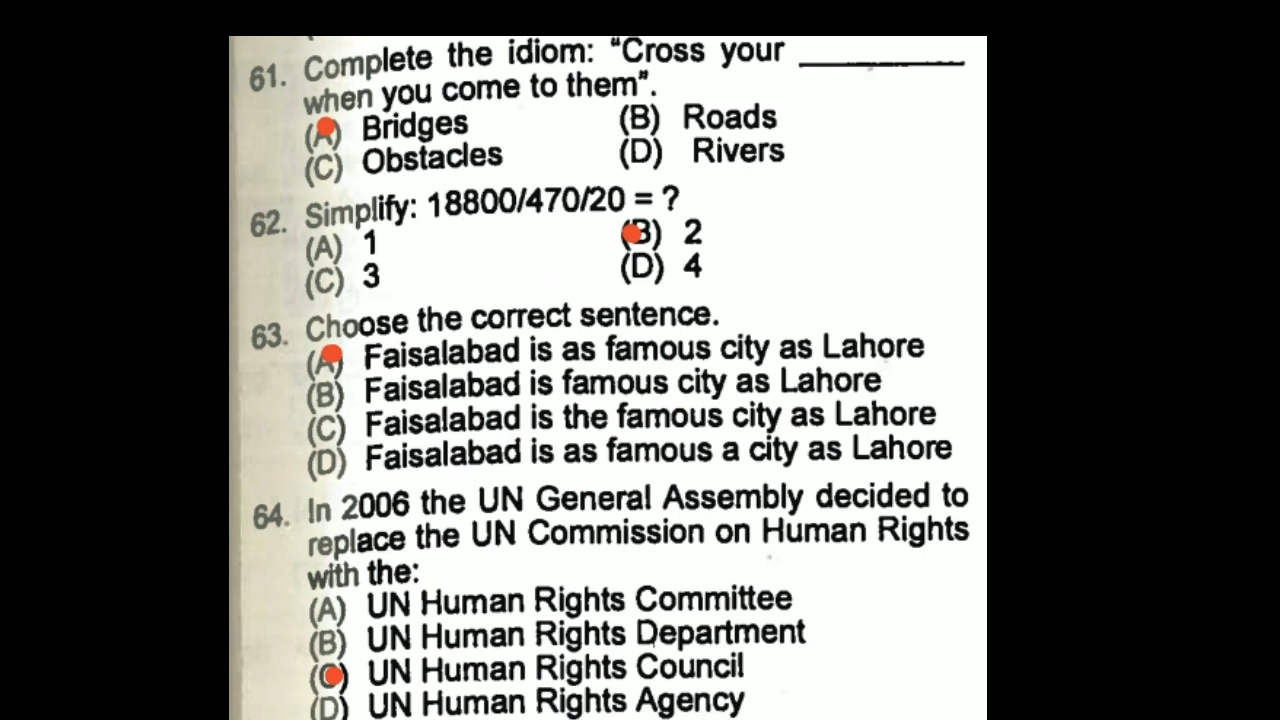 61. Complete the idiom: "Cross your ________
when you come to them".
(A) Bridges (B) Roads
(C) Obstacles (D) Rivers
62. Simplify: 18800/470/20 = ?
(A) 1 (B) 2
(C) 3 (D) 4
63. Choose the correct sentence.
(A) Faisalabad is as famous city as Lahore
(B) Faisalabad is famous city as Lahore
(C) Faisalabad is the famous city as Lahore
(D) Faisalabad is as famous a city as Lahore
64. In 2006 the UN General Assembly decided to
replace the UN Commission on Human Rights
with the:
(A) UN Human Rights Committee
(B) UN Human Rights Department
(C) UN Human Rights Council
(D) UN Human Rights Agency